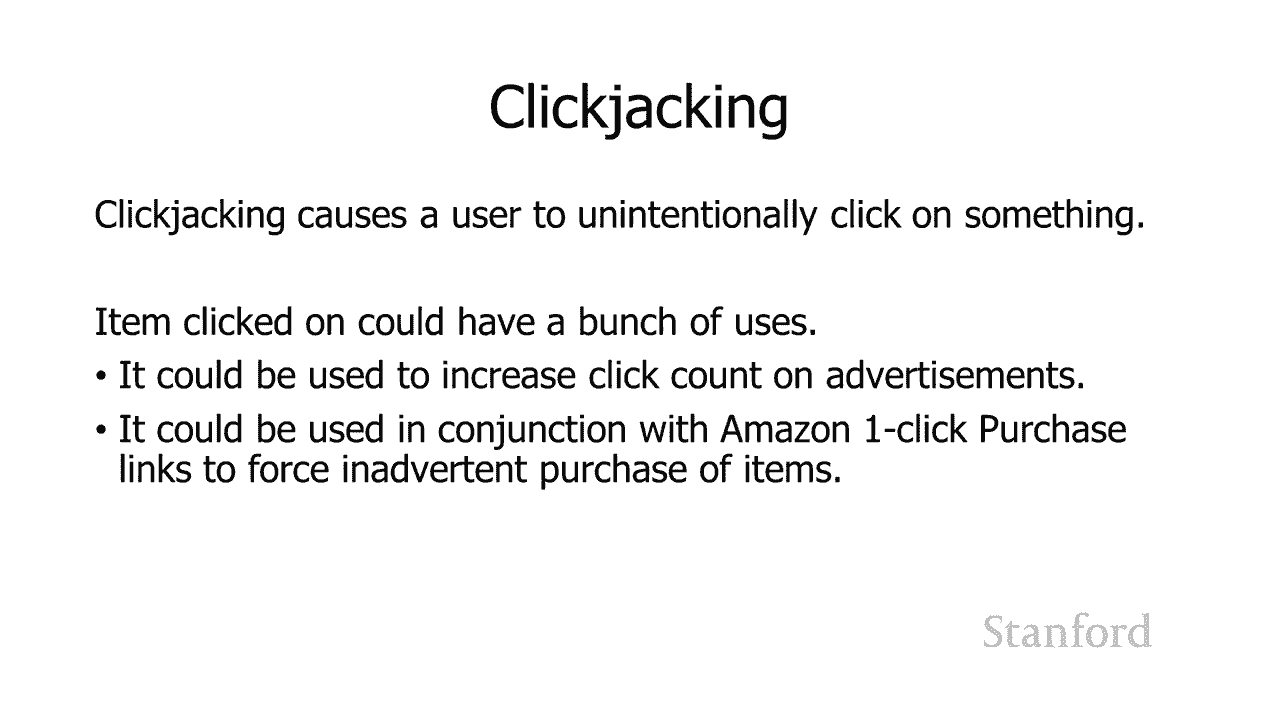 Clickjacking
Clickjacking causes a user to unintentionally click on something.
Item clicked on could have a bunch of uses.
• It could be used to increase click count on advertisements.
• It could be used in conjunction with Amazon 1-click Purchase
links to force inadvertent purchase of items.
Stanford